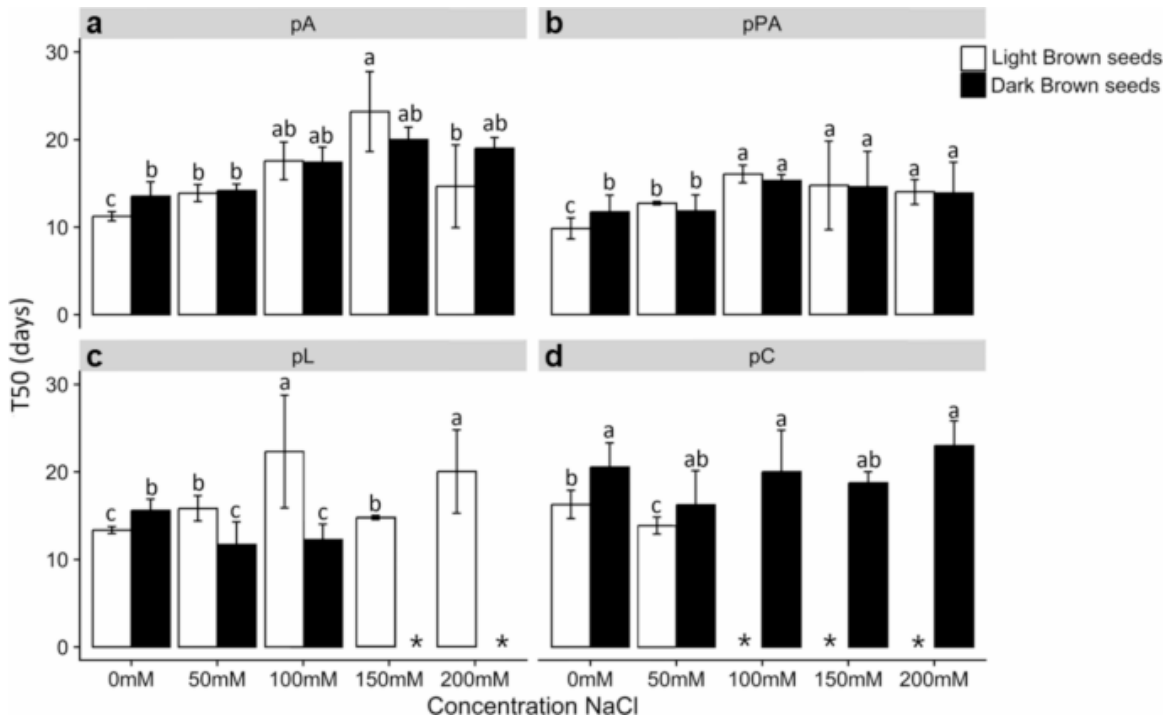 a pA
b pPA
Light Brown seeds
Dark Brown seeds
30
20
10
0
c b b b ab ab a ab b ab
c b b b a a a a a a
c pL
d pC
30
20
10
0
c b b c a c b * a *
b a c ab * a * ab * a
T50 (days)
0mM 50mM 100mM 150mM 200mM
0mM 50mM 100mM 150mM 200mM
Concentration NaCl